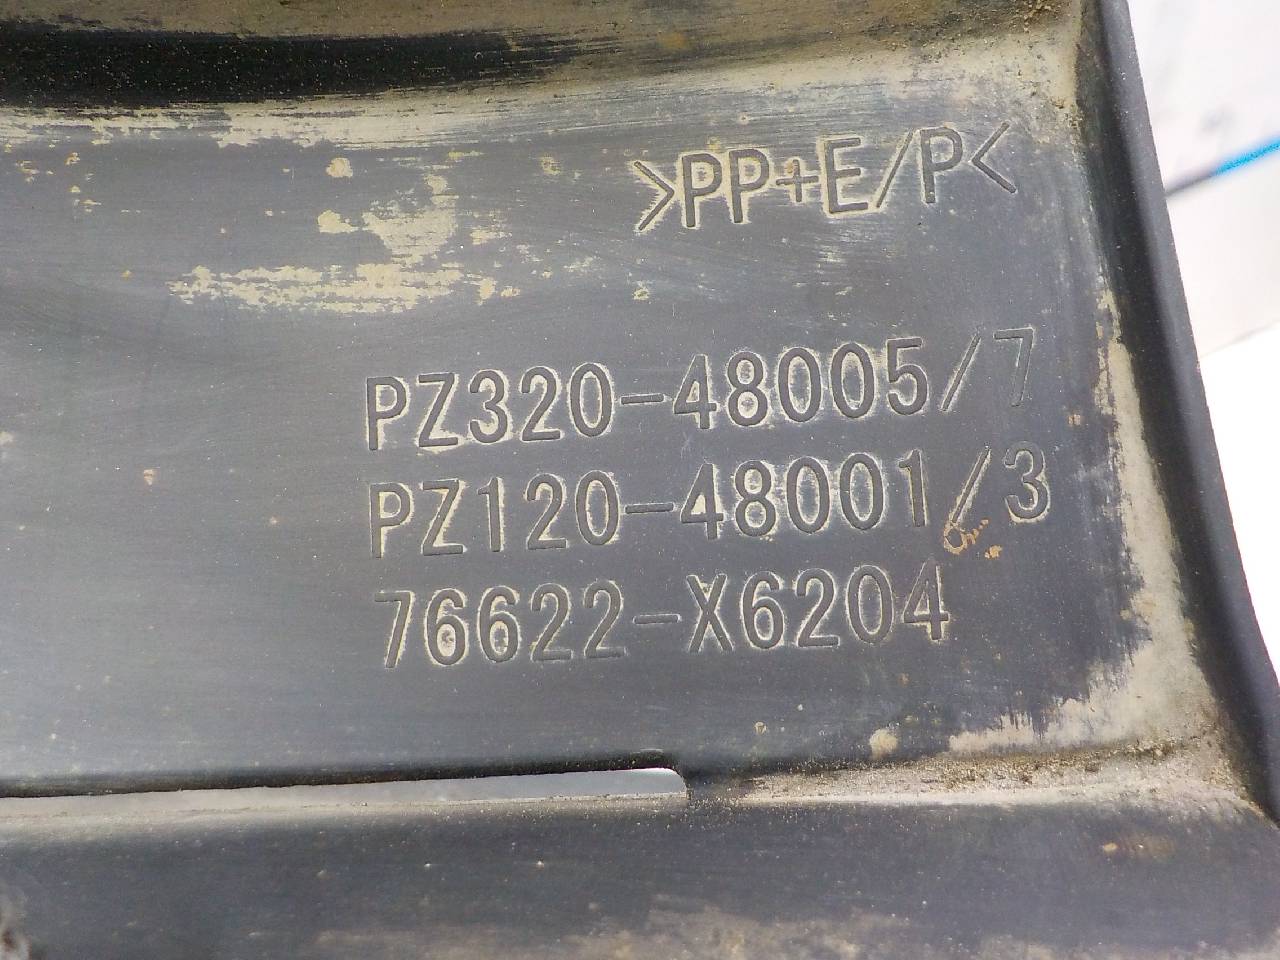 >PP+E/P<
PZ320-48005/7
PZ120-48001/3
76622-X6204